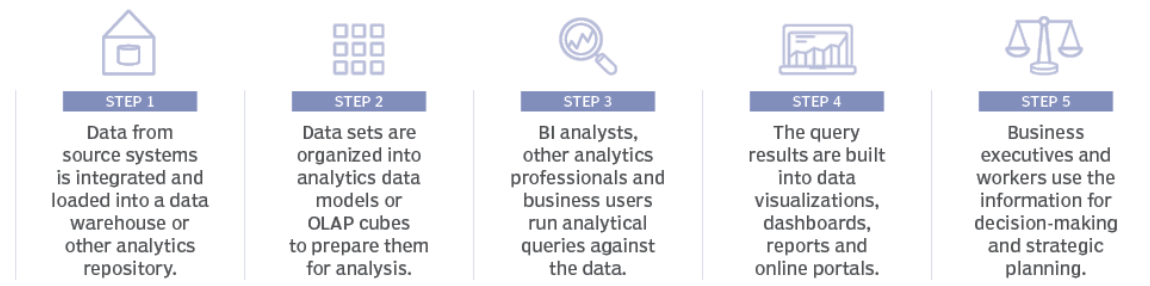 STEP 1
Data from
source systems
is integrated and
loaded into a data
warehouse or
other analytics
repository.
STEP 2
Data sets are
organized into
analytics data
models or
OLAP cubes
to prepare them
for analysis.
STEP 3
BI analysts,
other analytics
professionals and
business users
run analytical
queries against
the data.
STEP 4
The query
results are built
into data
visualizations,
dashboards,
reports and
online portals.
STEP 5
Business
executives and
workers use the
information for
decision-making
and strategic
planning.